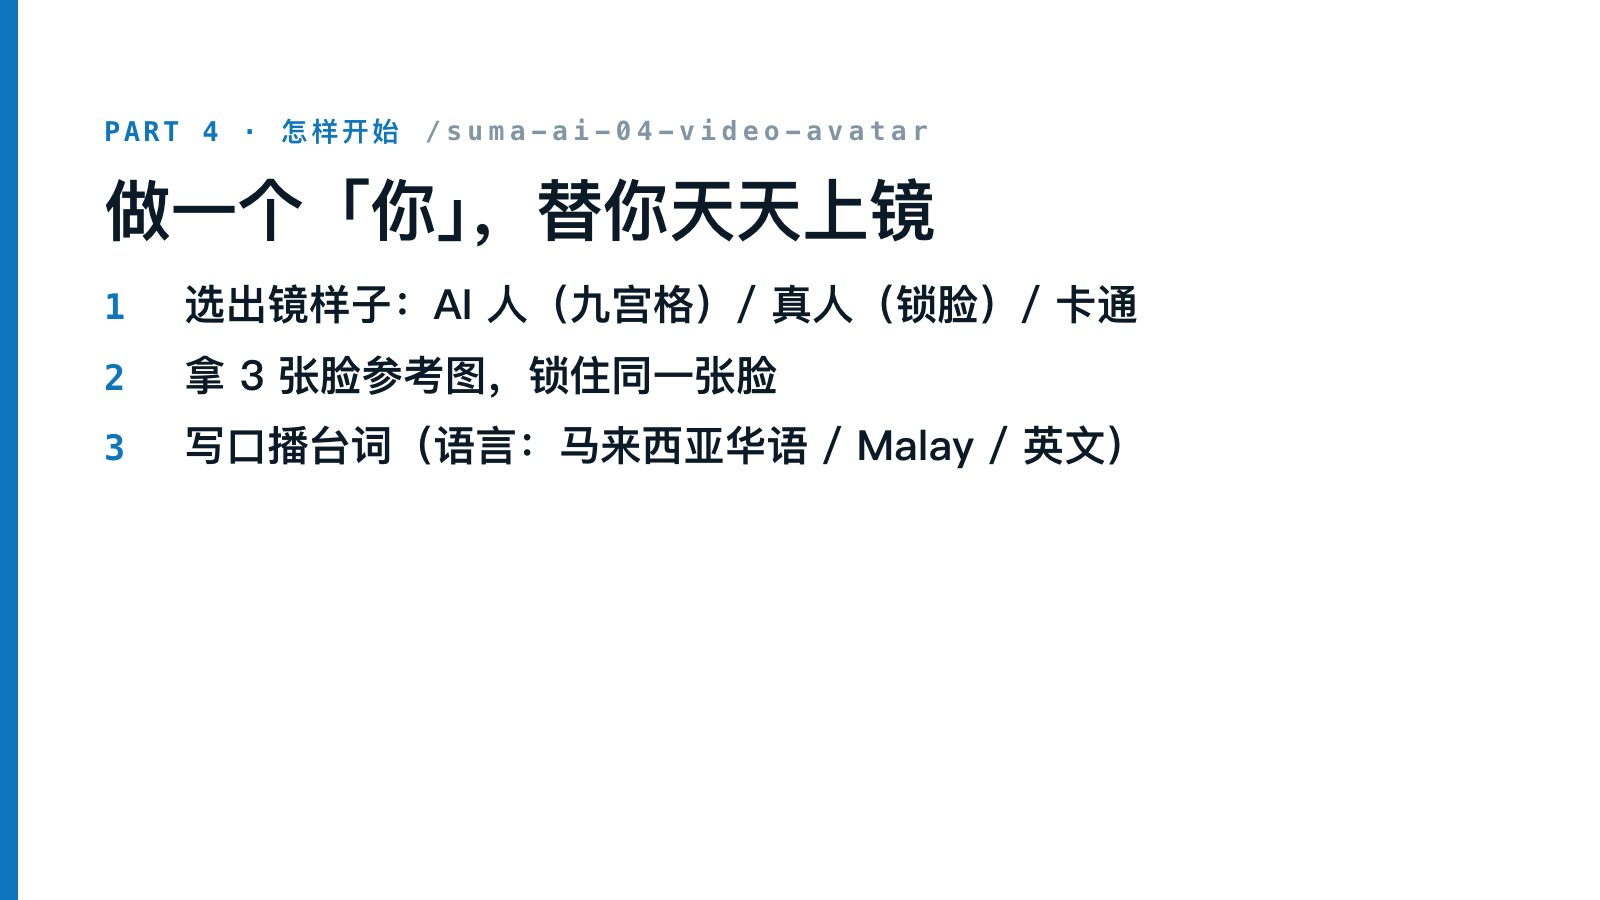 PART 4 · 怎样开始 /suma-ai-04-video-avatar
做一个「你」，替你天天上镜
1 选出镜样子：AI 人（九宫格）/ 真人（锁脸）/ 卡通
2 拿 3 张脸参考图，锁住同一张脸
3 写口播台词（语言：马来西亚华语 / Malay / 英文）